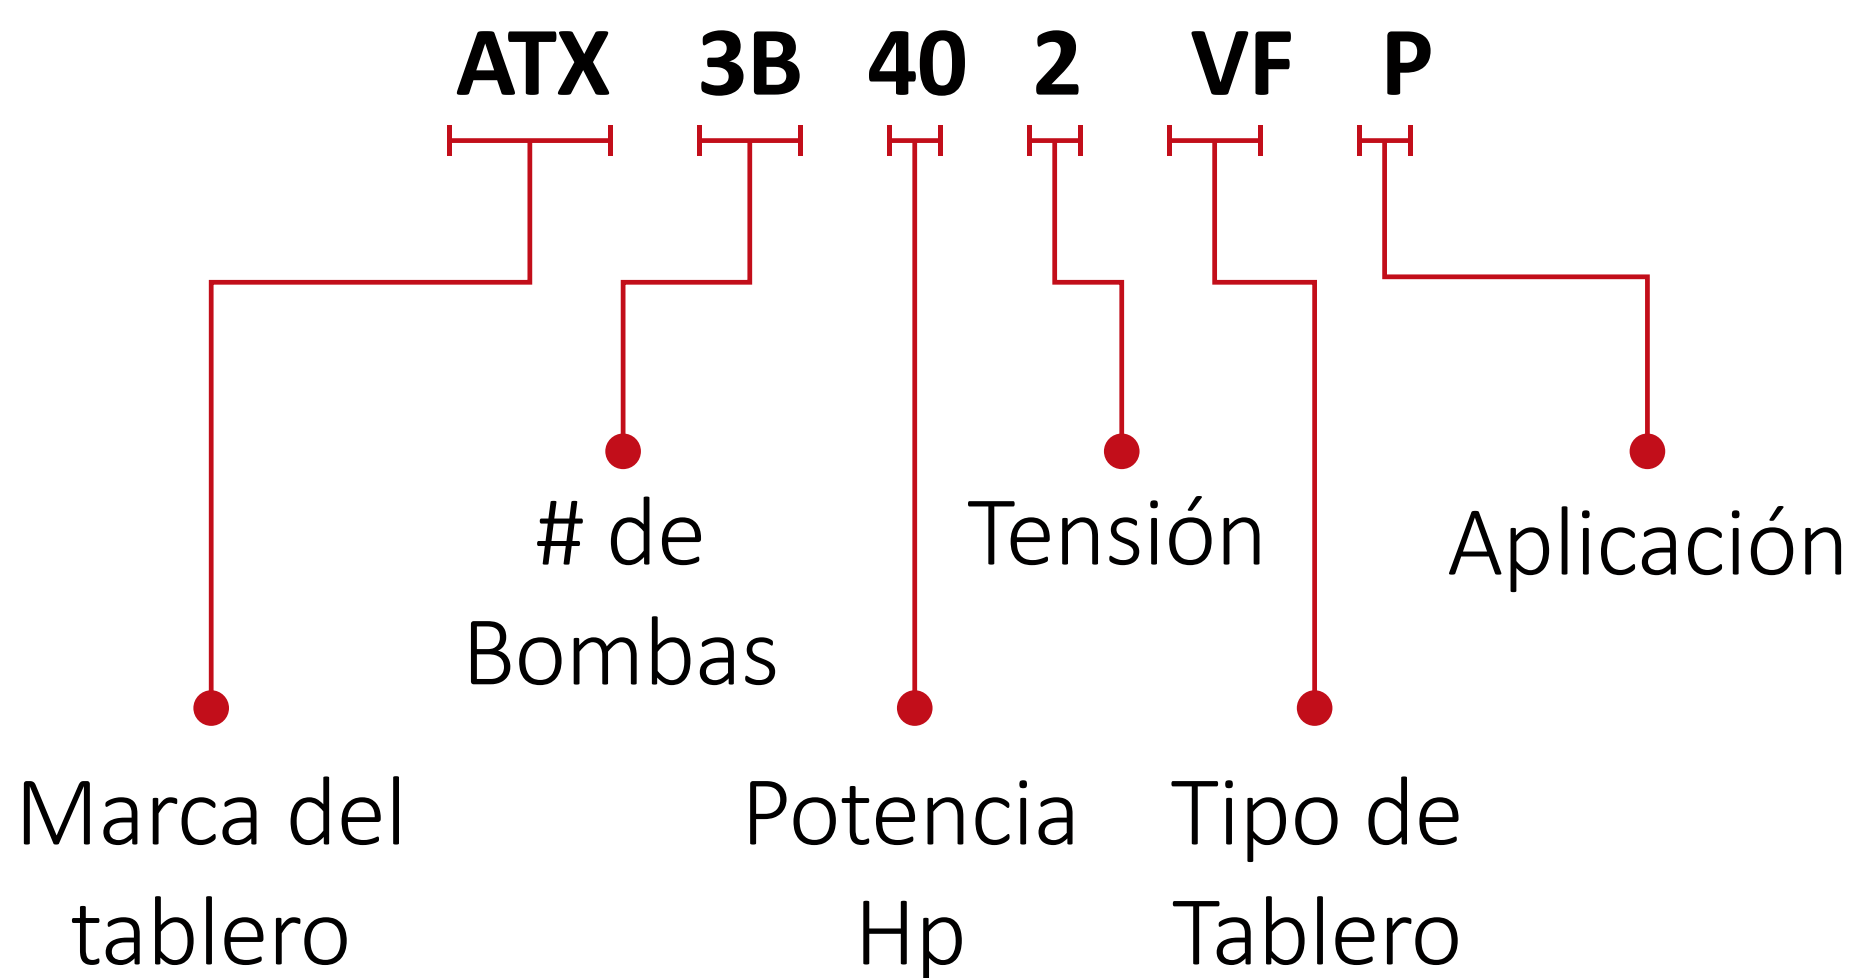 ATX 3B 40 2 VF P
# de
Bombas
Tensión
Aplicación
Marca del
tablero
Potencia
Hp
Tipo de
Tablero